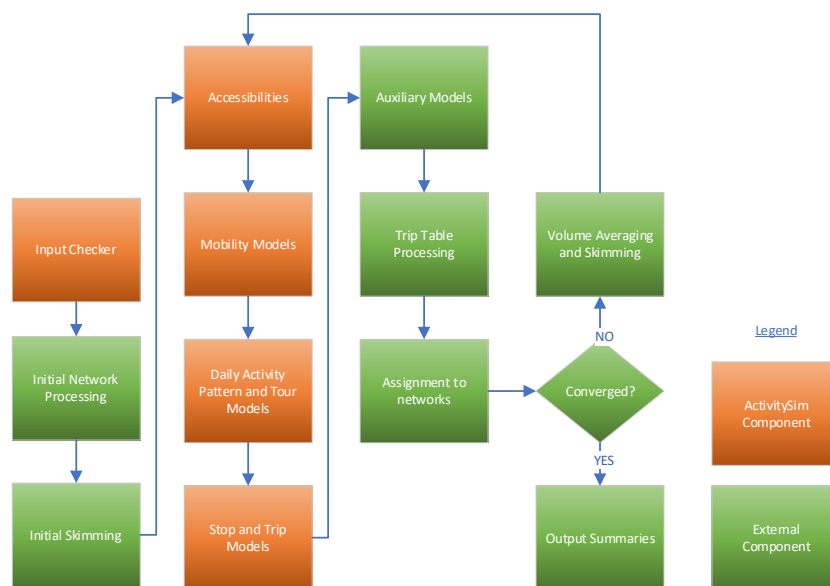 Input Checker
Initial Network
Processing
Initial Skimming
Accessibilities
Mobility Models
Daily Activity
Pattern and Tour
Models
Stop and Trip
Models
Auxiliary Models
Trip Table
Processing
Assignment to
networks
Volume Averaging
and Skimming
NO
Converged?
YES
Output Summaries
Legend
ActivitySim
Component
External
Component